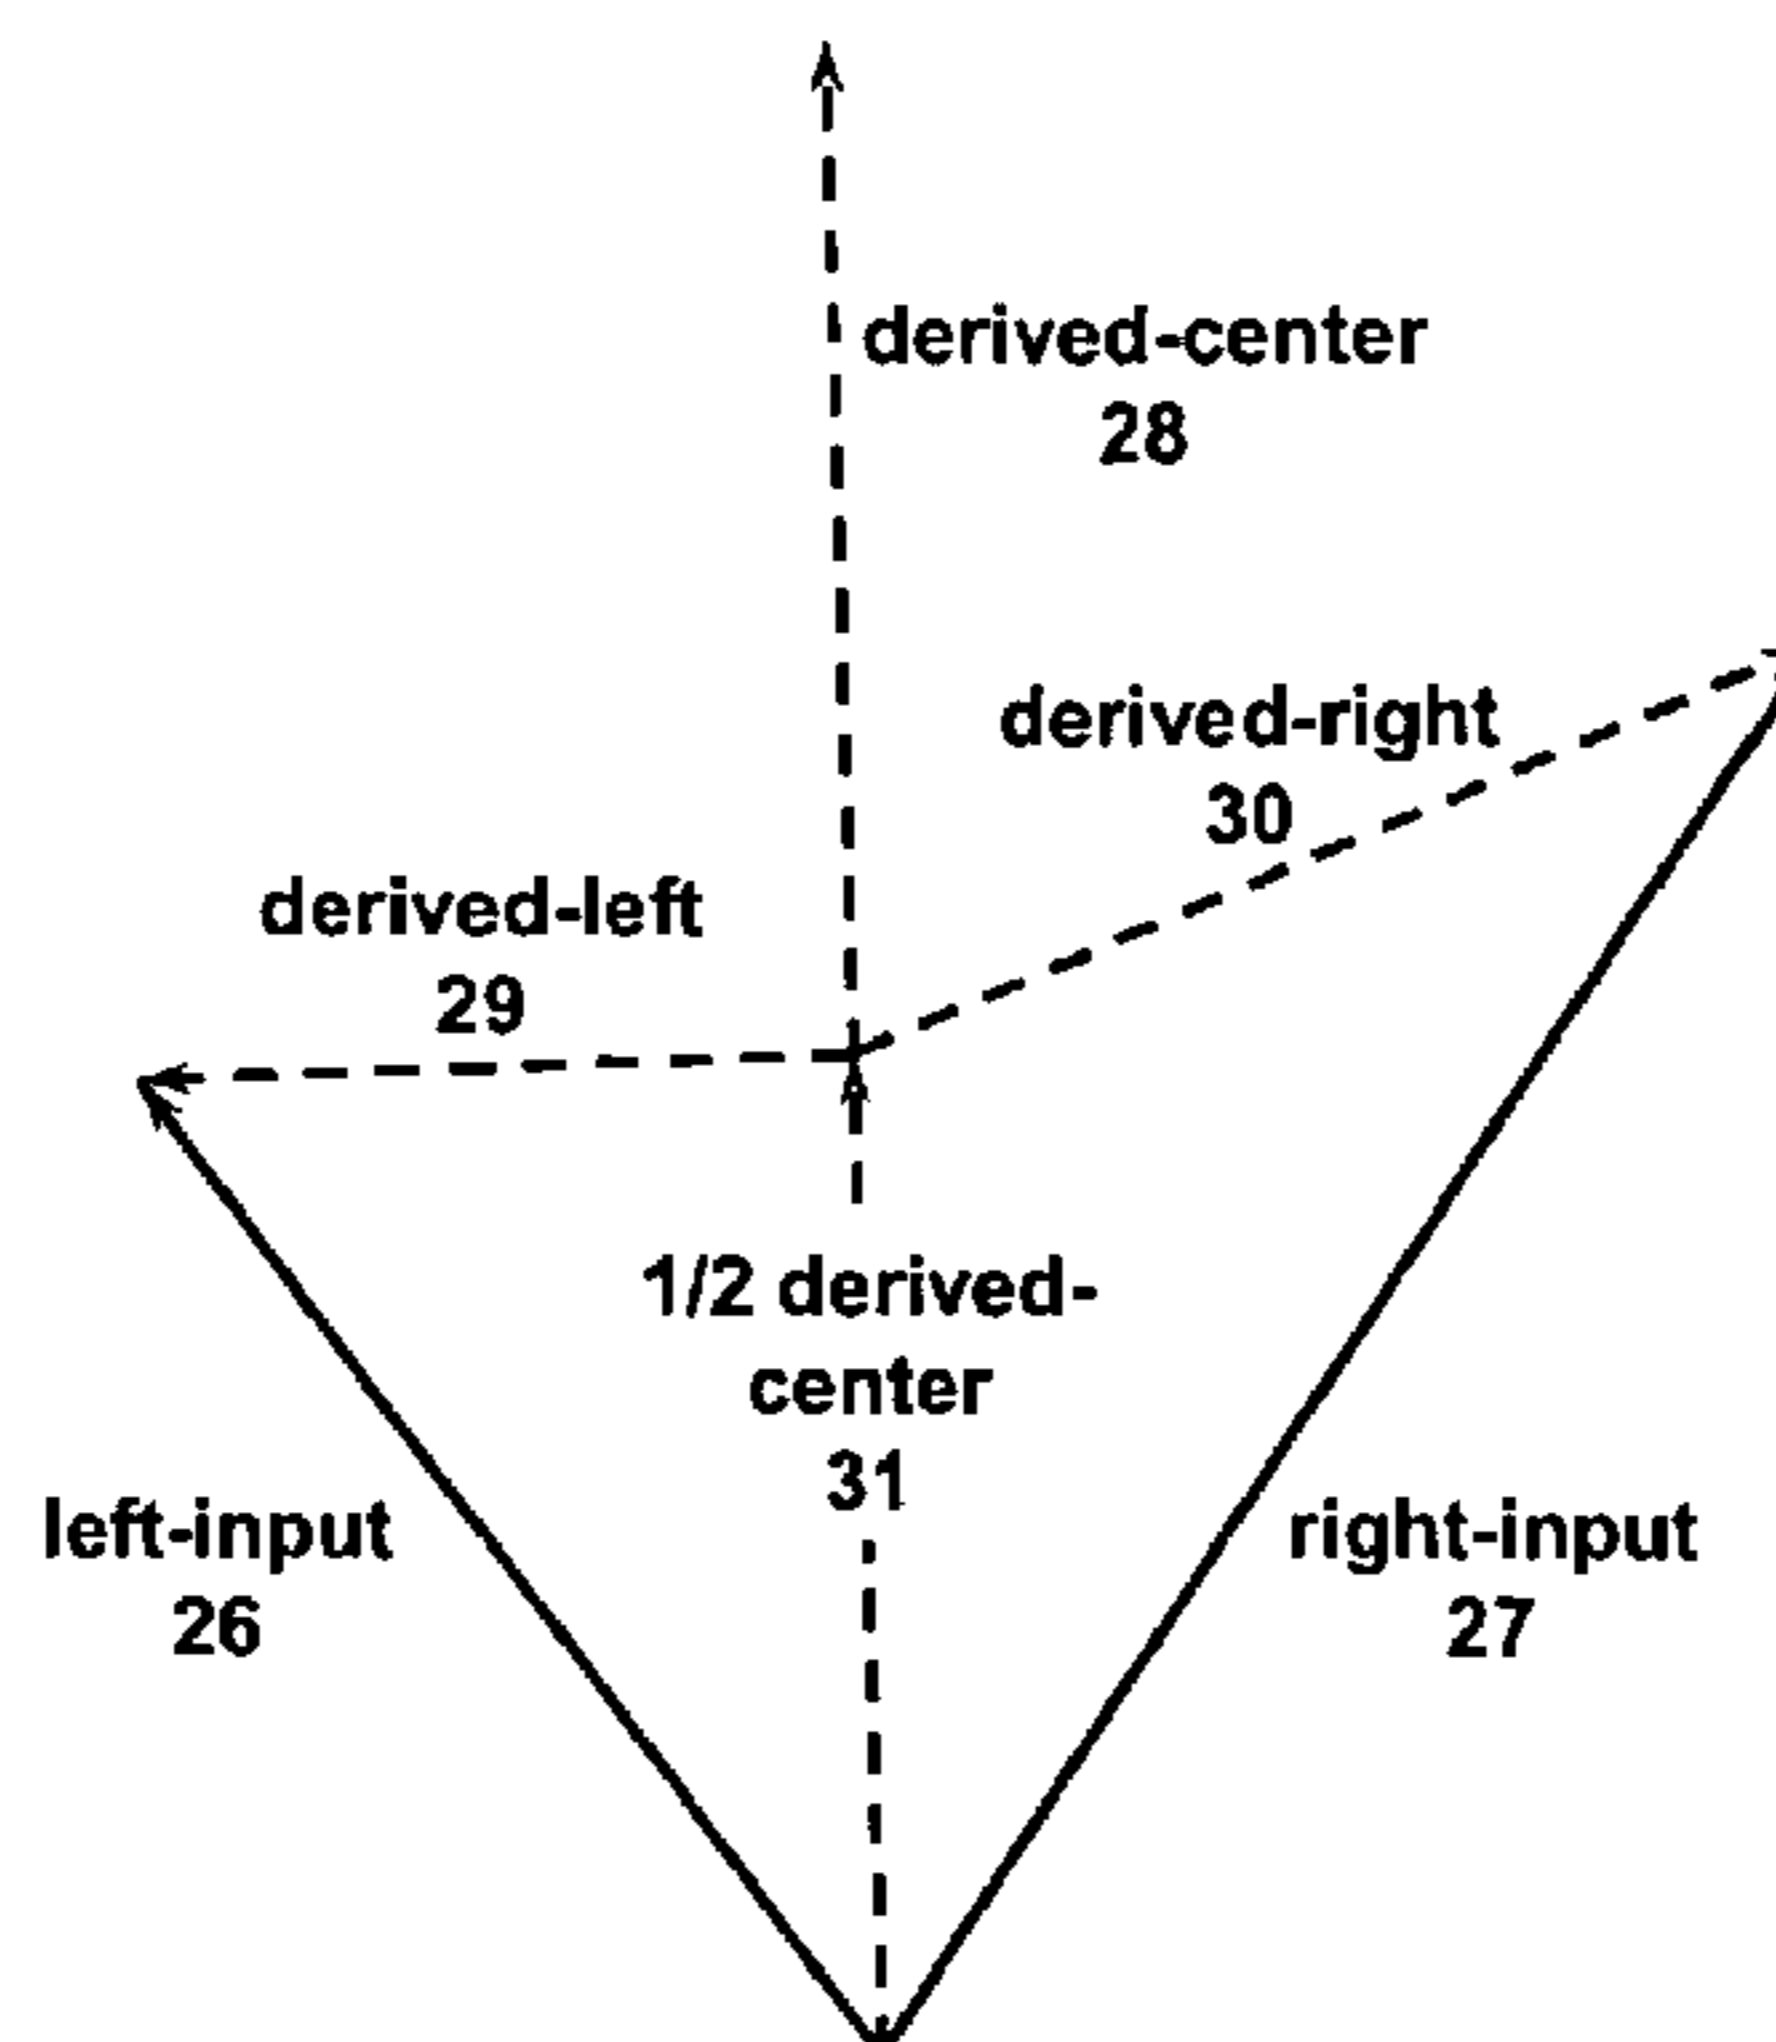 derived-center
28
derived-right
30
derived-left
29
1/2 derived-
center
31
left-input
26
right-input
27